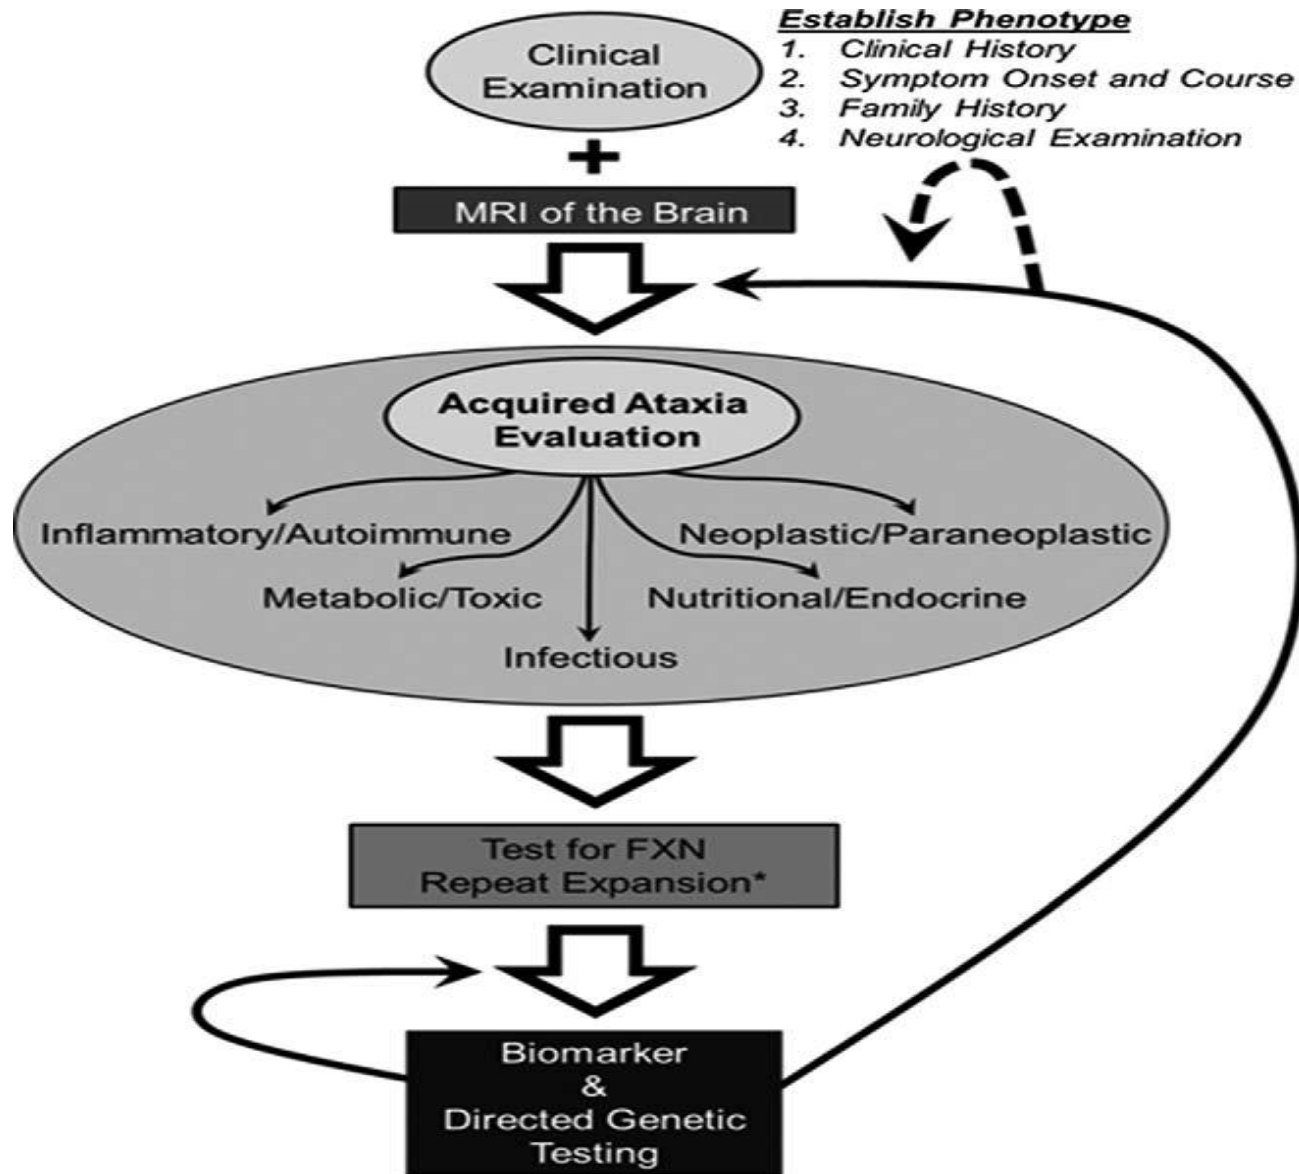 Establish Phenotype
1. Clinical History
2. Symptom Onset and Course
3. Family History
4. Neurological Examination
Clinical
Examination
+
MRI of the Brain
Acquired Ataxia
Evaluation
Inflammatory/Autoimmune
Neoplastic/Paraneoplastic
Metabolic/Toxic
Nutritional/Endocrine
Infectious
Test for FXN
Repeat Expansion*
Biomarker
&
Directed Genetic
Testing